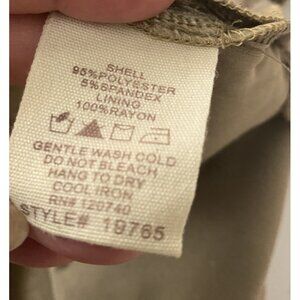 SHELL
95%POLYESTER
5%SPANDEX
LINING
100%RAYON
GENTLE WASH COLD
DO NOT BLEACH
HANG TO DRY
COOL IRON
RN# 120740
STYLE# 19765